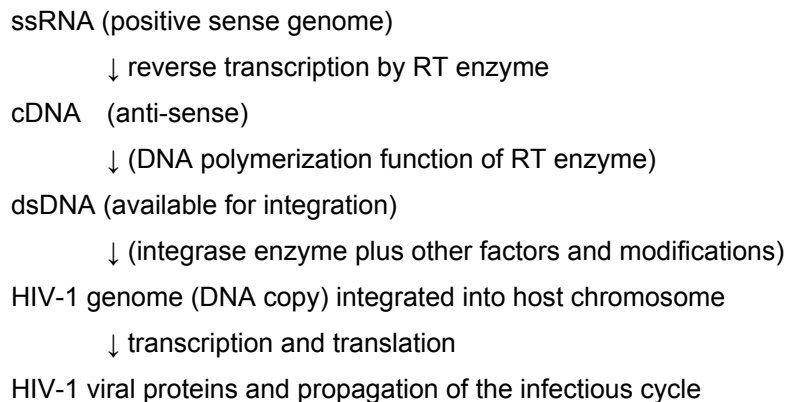 ssRNA (positive sense genome)
↓ reverse transcription by RT enzyme
cDNA (anti-sense)
↓ (DNA polymerization function of RT enzyme)
dsDNA (available for integration)
↓ (integrase enzyme plus other factors and modifications)
HIV-1 genome (DNA copy) integrated into host chromosome
↓ transcription and translation
HIV-1 viral proteins and propagation of the infectious cycle